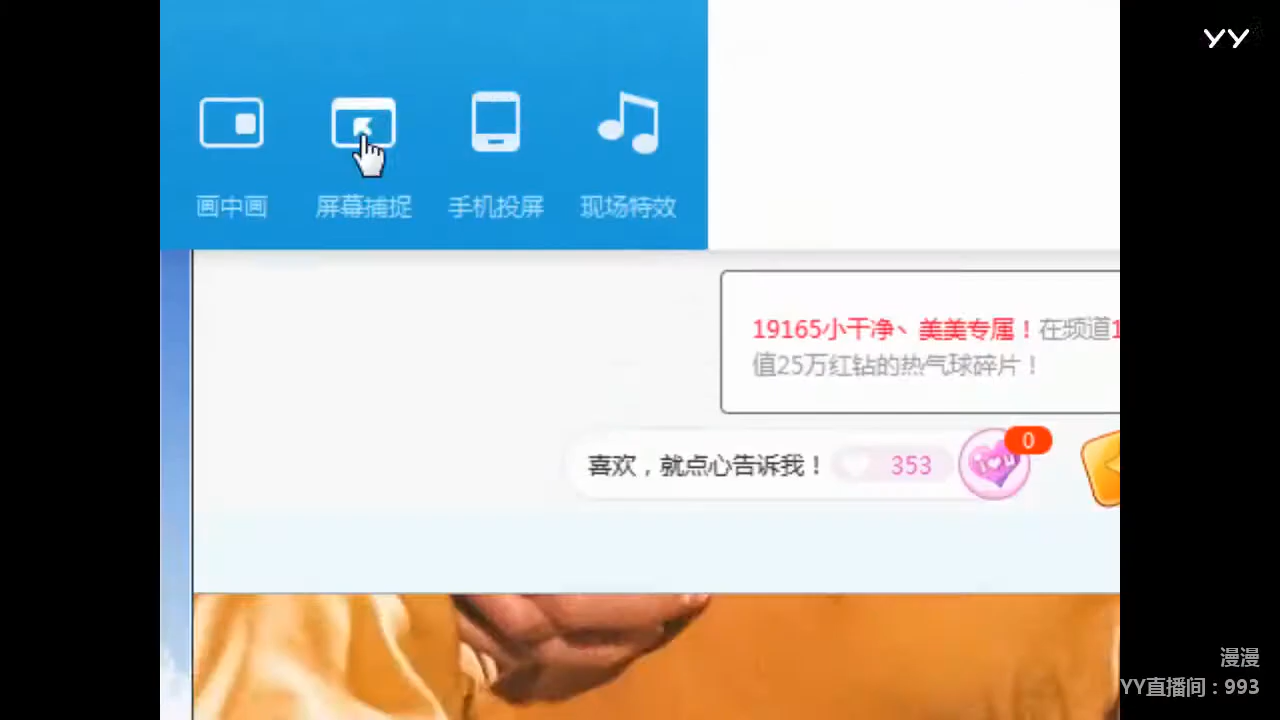 YY
画中画
屏幕捕捉
手机投屏
现场特效
19165小干净丶 美美专属！在频道1
值25万红钻的热气球碎片！
喜欢，就点心告诉我！
353
0
漫漫
YY直播间：993